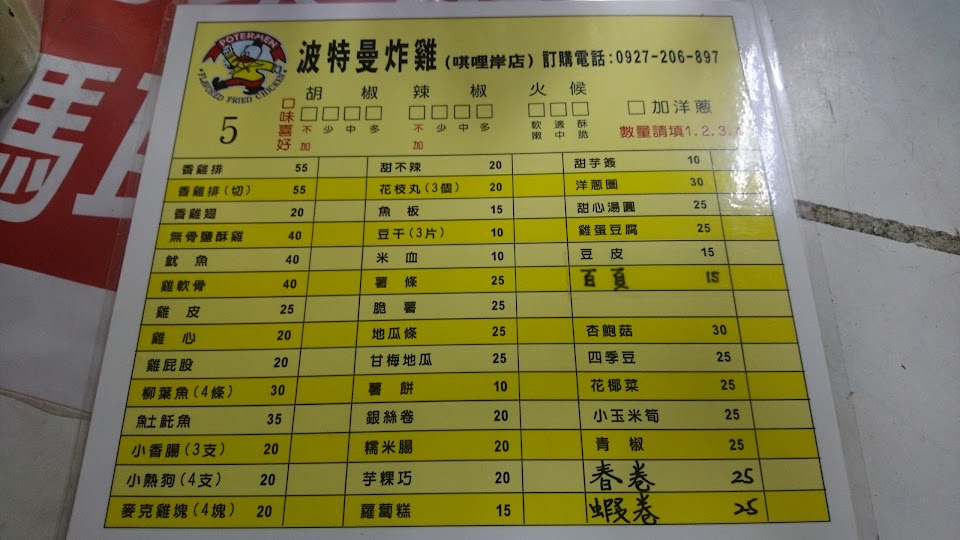 POTERMEN
FLAVORED FRIED CHICKEN
波特曼炸雞(唭哩岸店) 訂購電話:0927-206-897
5
口味喜好
胡椒 辣椒 火候
不加 少 中 多
不加 少 中 多
軟嫩 適中 酥脆
加洋蔥
數量請填1.2.3.
香雞排 55 甜不辣 20 甜芋簽 10
香雞排(切) 55 花枝丸(3個) 20 洋蔥圈 30
香雞翅 20 魚板 15 甜心湯圓 25
無骨鹽酥雞 40 豆干(3片) 10 雞蛋豆腐 25
魷魚 40 米血 10 豆皮 15
雞軟骨 40 薯條 25 百頁 15
雞皮 25 脆薯 25
雞心 20 地瓜條 25 杏鮑菇 30
雞屁股 20 甘梅地瓜 25 四季豆 25
柳葉魚(4條) 30 薯餅 10 花椰菜 25
魠魚 35 銀絲卷 20 小玉米筍 25
小香腸(3支) 20 糯米腸 20 青椒 25
小熱狗(4支) 20 芋粿巧 20 春卷 25
麥克雞塊(4塊) 20 蘿蔔糕 15 蝦卷 25
馬